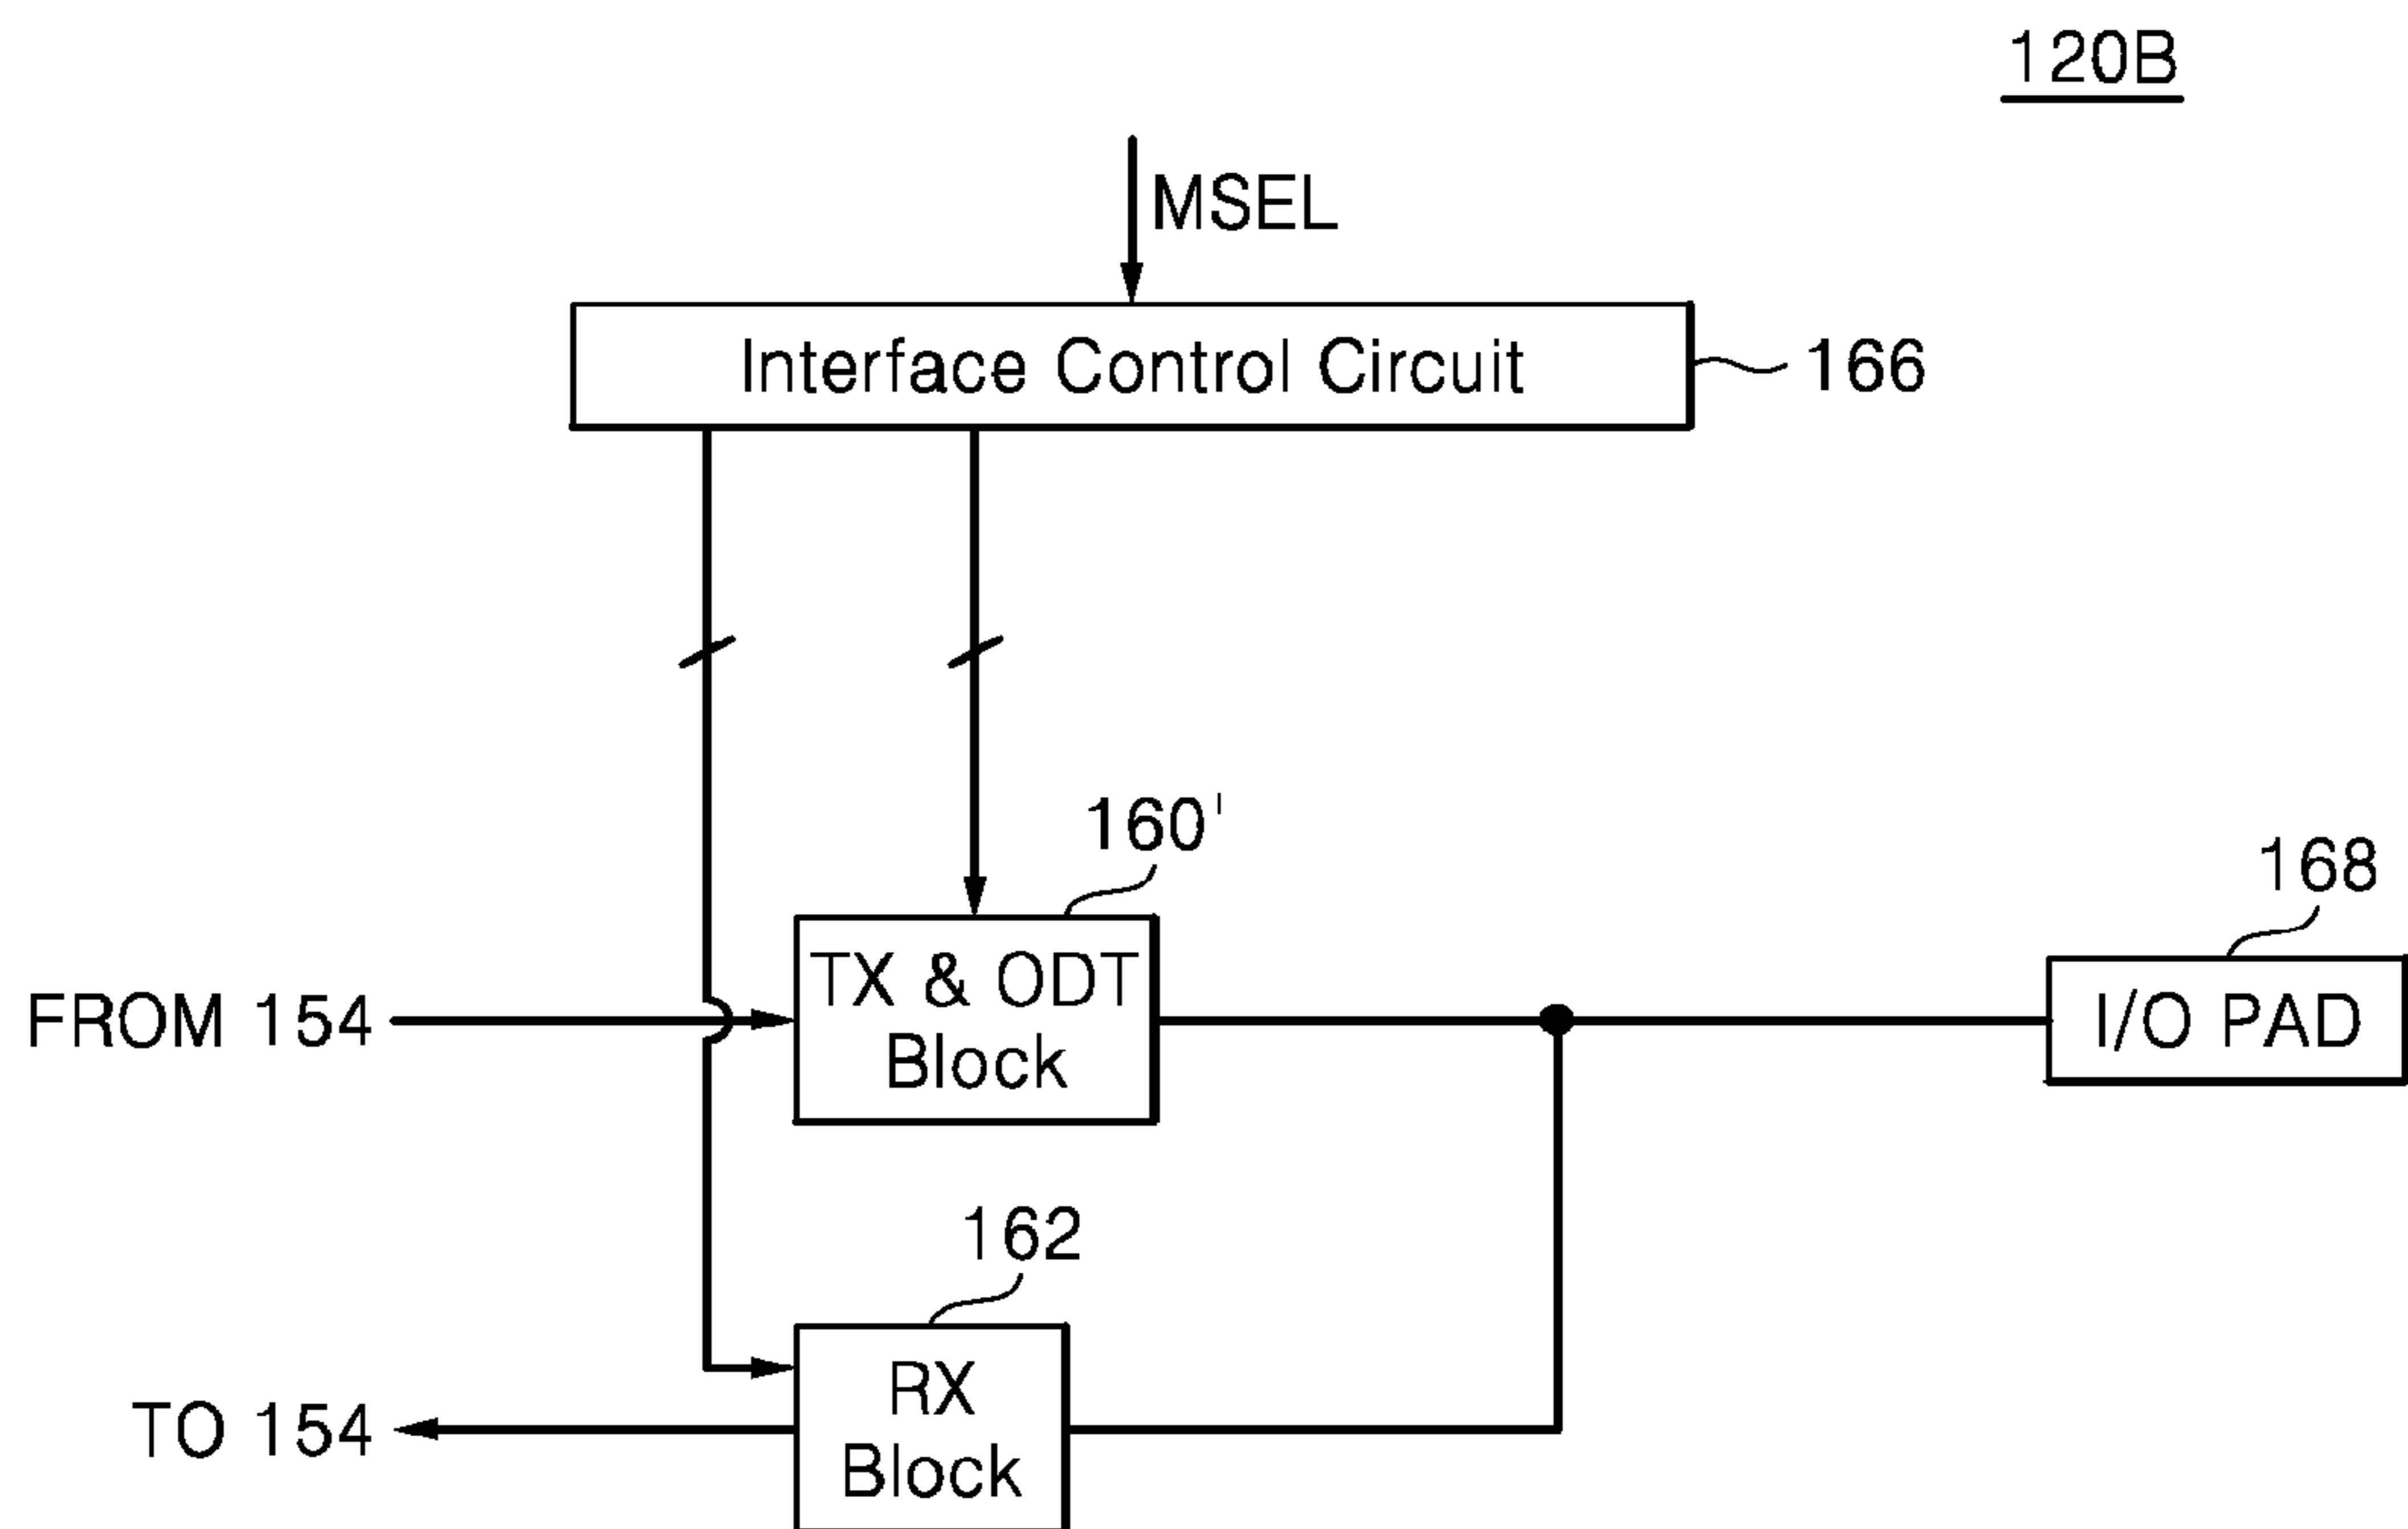 120B
MSEL
Interface Control Circuit
166
160'
168
FROM 154
TX & ODT
Block
I/O PAD
162
TO 154
RX
Block